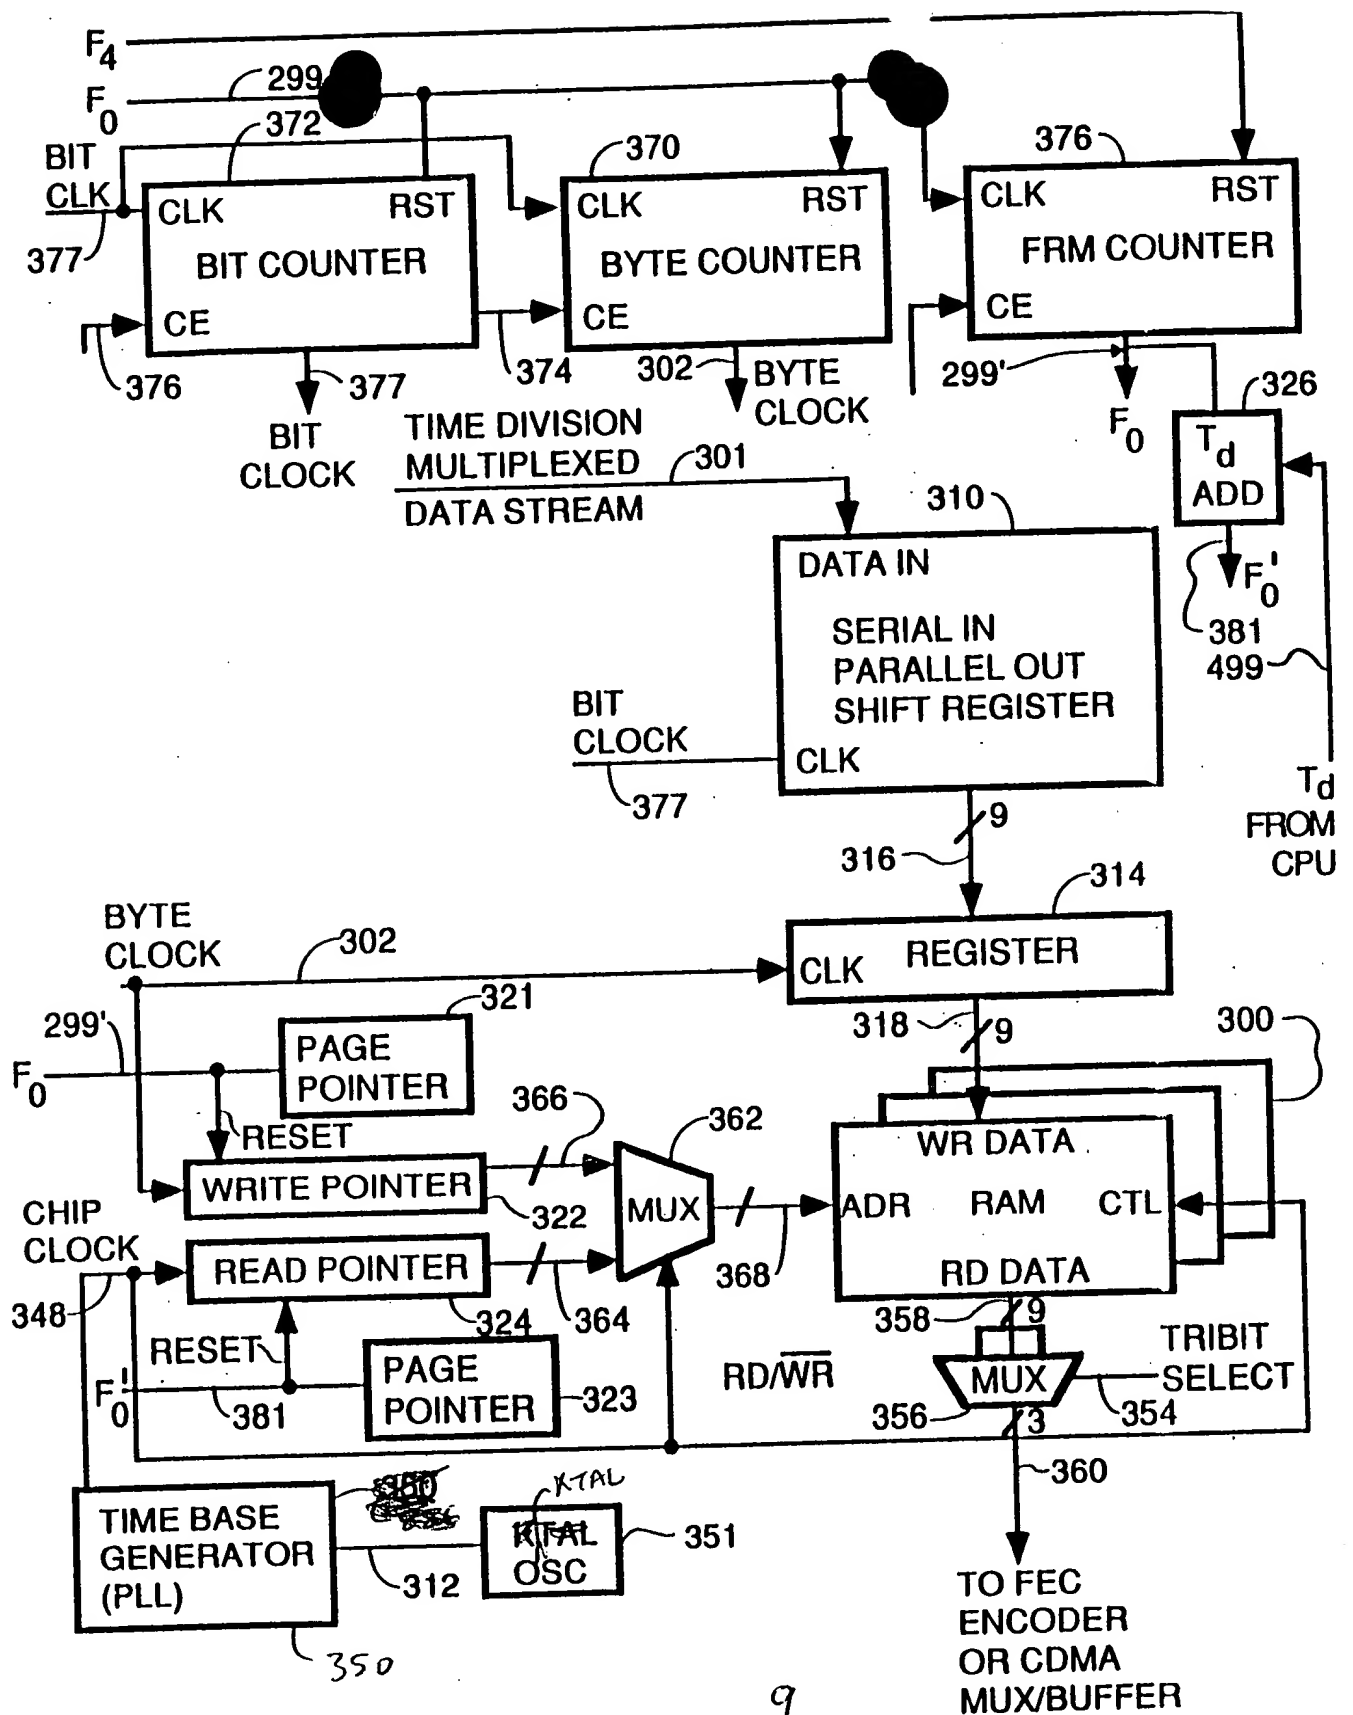 F4
F0
299
372
BIT
CLK
377
CLK
RST
BIT COUNTER
CE
376
377
BIT
CLOCK
370
CLK
RST
BYTE COUNTER
CE
374
302
BYTE
CLOCK
376
CLK
RST
FRM COUNTER
CE
299'
F0
326
Td
ADD
F0'
381
499
Td
FROM
CPU
TIME DIVISION
MULTIPLEXED
DATA STREAM
301
310
DATA IN
SERIAL IN
PARALLEL OUT
SHIFT REGISTER
CLK
BIT
CLOCK
377
9
316
314
REGISTER
CLK
BYTE
CLOCK
302
318
9
300
299'
F0
321
PAGE
POINTER
RESET
WRITE POINTER
322
366
362
MUX
368
CHIP
CLOCK
348
READ POINTER
324
364
RESET
F0'
381
PAGE
POINTER
323
WR DATA
ADR
RAM
CTL
RD DATA
358
9
RD/W̅R̅
MUX
356
TRIBIT
SELECT
354
3
360
TO FEC
ENCODER
OR CDMA
MUX/BUFFER
TIME BASE
GENERATOR
(PLL)
350
312
XTAL
KTAL
OSC
351
9